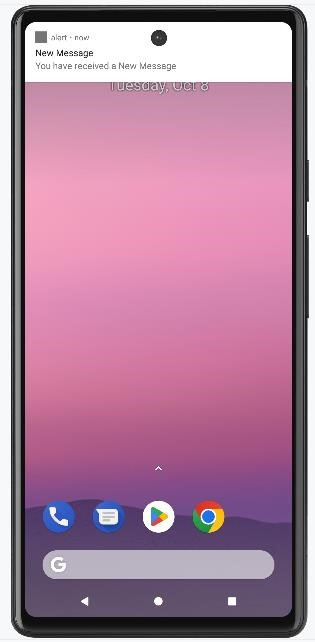 alert • now
New Message
You have received a New Message
Tuesday, Oct 8
G